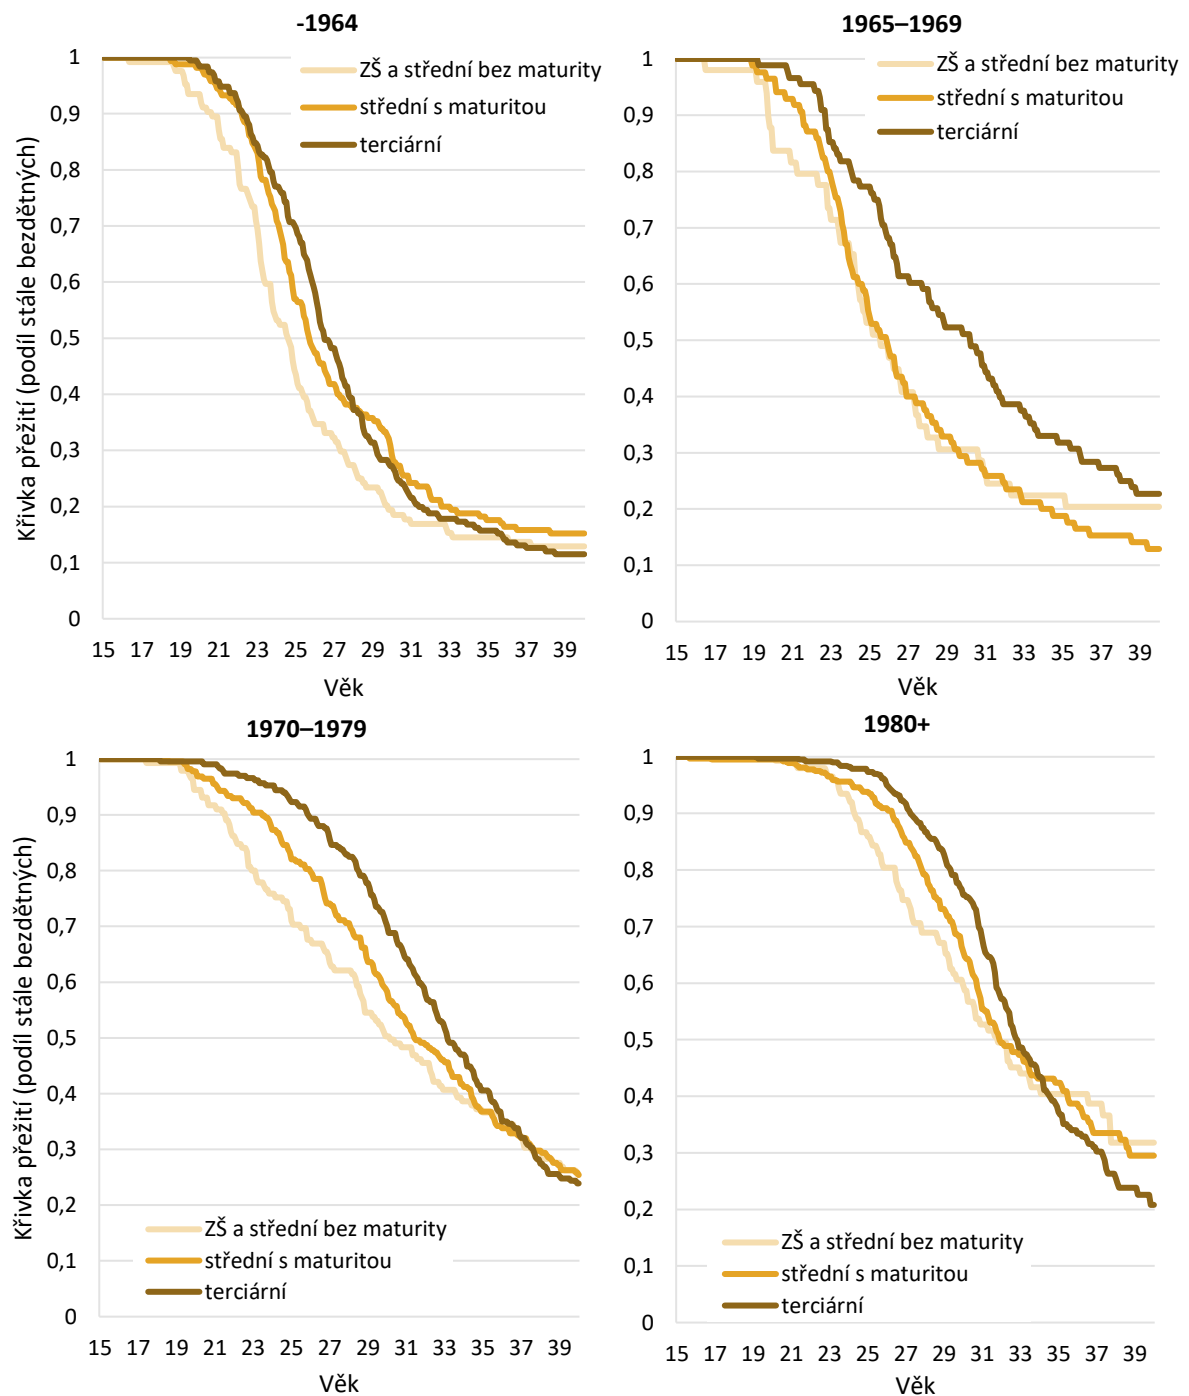 -1964
1965–1969
Křivka přežití (podíl stále bezdětných)
1
0,9
0,8
0,7
0,6
0,5
0,4
0,3
0,2
0,1
0
ZŠ a střední bez maturity
střední s maturitou
terciární
15 17 19 21 23 25 27 29 31 33 35 37 39
Věk
1
0,9
0,8
0,7
0,6
0,5
0,4
0,3
0,2
0,1
0
ZŠ a střední bez maturity
střední s maturitou
terciární
15 17 19 21 23 25 27 29 31 33 35 37 39
Věk
1970–1979
1980+
Křivka přežití (podíl stále bezdětných)
1
0,9
0,8
0,7
0,6
0,5
0,4
0,3
0,2
0,1
0
ZŠ a střední bez maturity
střední s maturitou
terciární
15 17 19 21 23 25 27 29 31 33 35 37 39
Věk
1
0,9
0,8
0,7
0,6
0,5
0,4
0,3
0,2
0,1
0
ZŠ a střední bez maturity
střední s maturitou
terciární
15 17 19 21 23 25 27 29 31 33 35 37 39
Věk